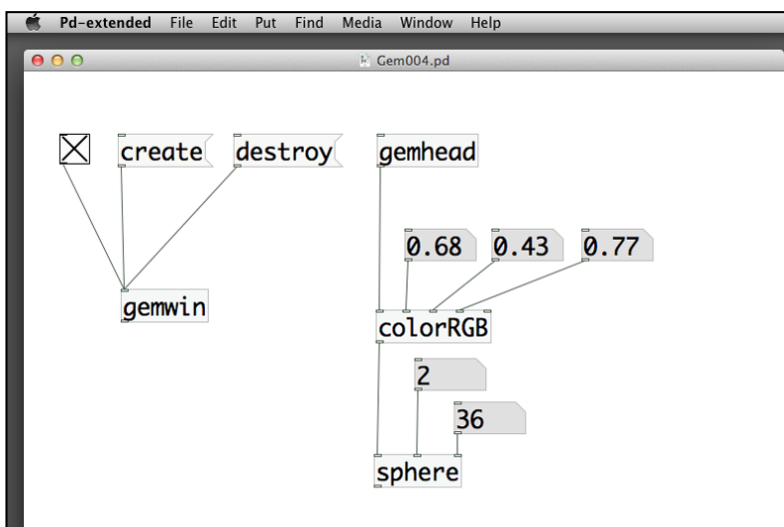 Pd-extended File Edit Put Find Media Window Help
Gem004.pd
create destroy gemhead
0.68 0.43 0.77
gemwin
colorRGB
2
36
sphere